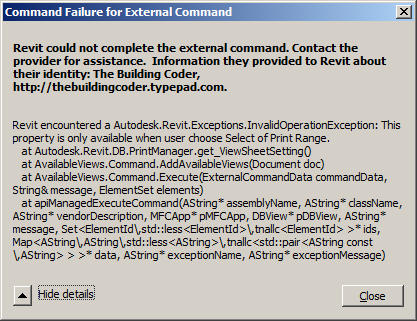 Command Failure for External Command
Revit could not complete the external command. Contact the
provider for assistance.  Information they provided to Revit about
their identity: The Building Coder,
http://thebuildingcoder.typepad.com.
Revit encountered a Autodesk.Revit.Exceptions.InvalidOperationException: This
property is only available when user choose Select of Print Range.
   at Autodesk.Revit.DB.PrintManager.get_ViewSheetSetting()
   at AvailableViews.Command.AddAvailableViews(Document doc)
   at AvailableViews.Command.Execute(ExternalCommandData commandData,
String& message, ElementSet elements)
   at apiManagedExecuteCommand(AString* assemblyName, AString* className,
AString* vendorDescription, MFCApp* pMFCApp, DBView* pDBView, AString*
message, Set<ElementId\,std::less<ElementId>\,tnallc<ElementId> >* ids,
Map<AString\,AString\,std::less<AString>\,tnallc<std::pair<AString const
\,AString> > >* data, AString* exceptionName, AString* exceptionMessage)
Hide details
Close